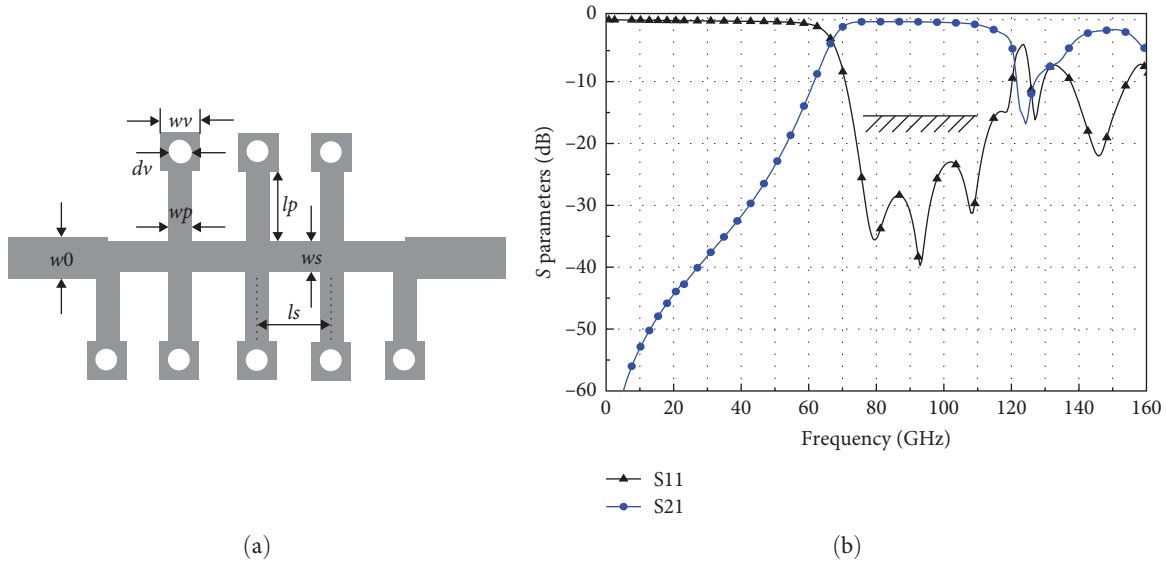 wv
dv
wp
lp
w0
ws
ls
(a)
0
−10
−20
−30
−40
−50
−60
S parameters (dB)
0 20 40 60 80 100 120 140 160
Frequency (GHz)
S11
S21
(b)